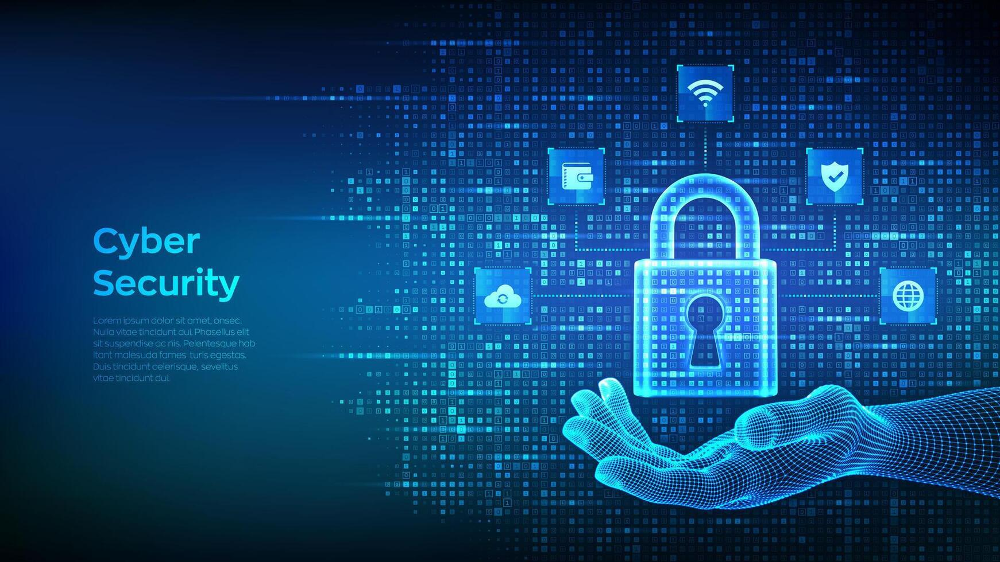 Cyber
Security
Lorem ipsum dolor sit amet, onsec.
Nulla vitae tincidunt dui. Phasellus elit
sit suspendise ac nis in. Pelentesque hab
itant malesuda fames turis egestas.
Duis tincidunt celerisque, sevelitus
vitae tincidunt dui.